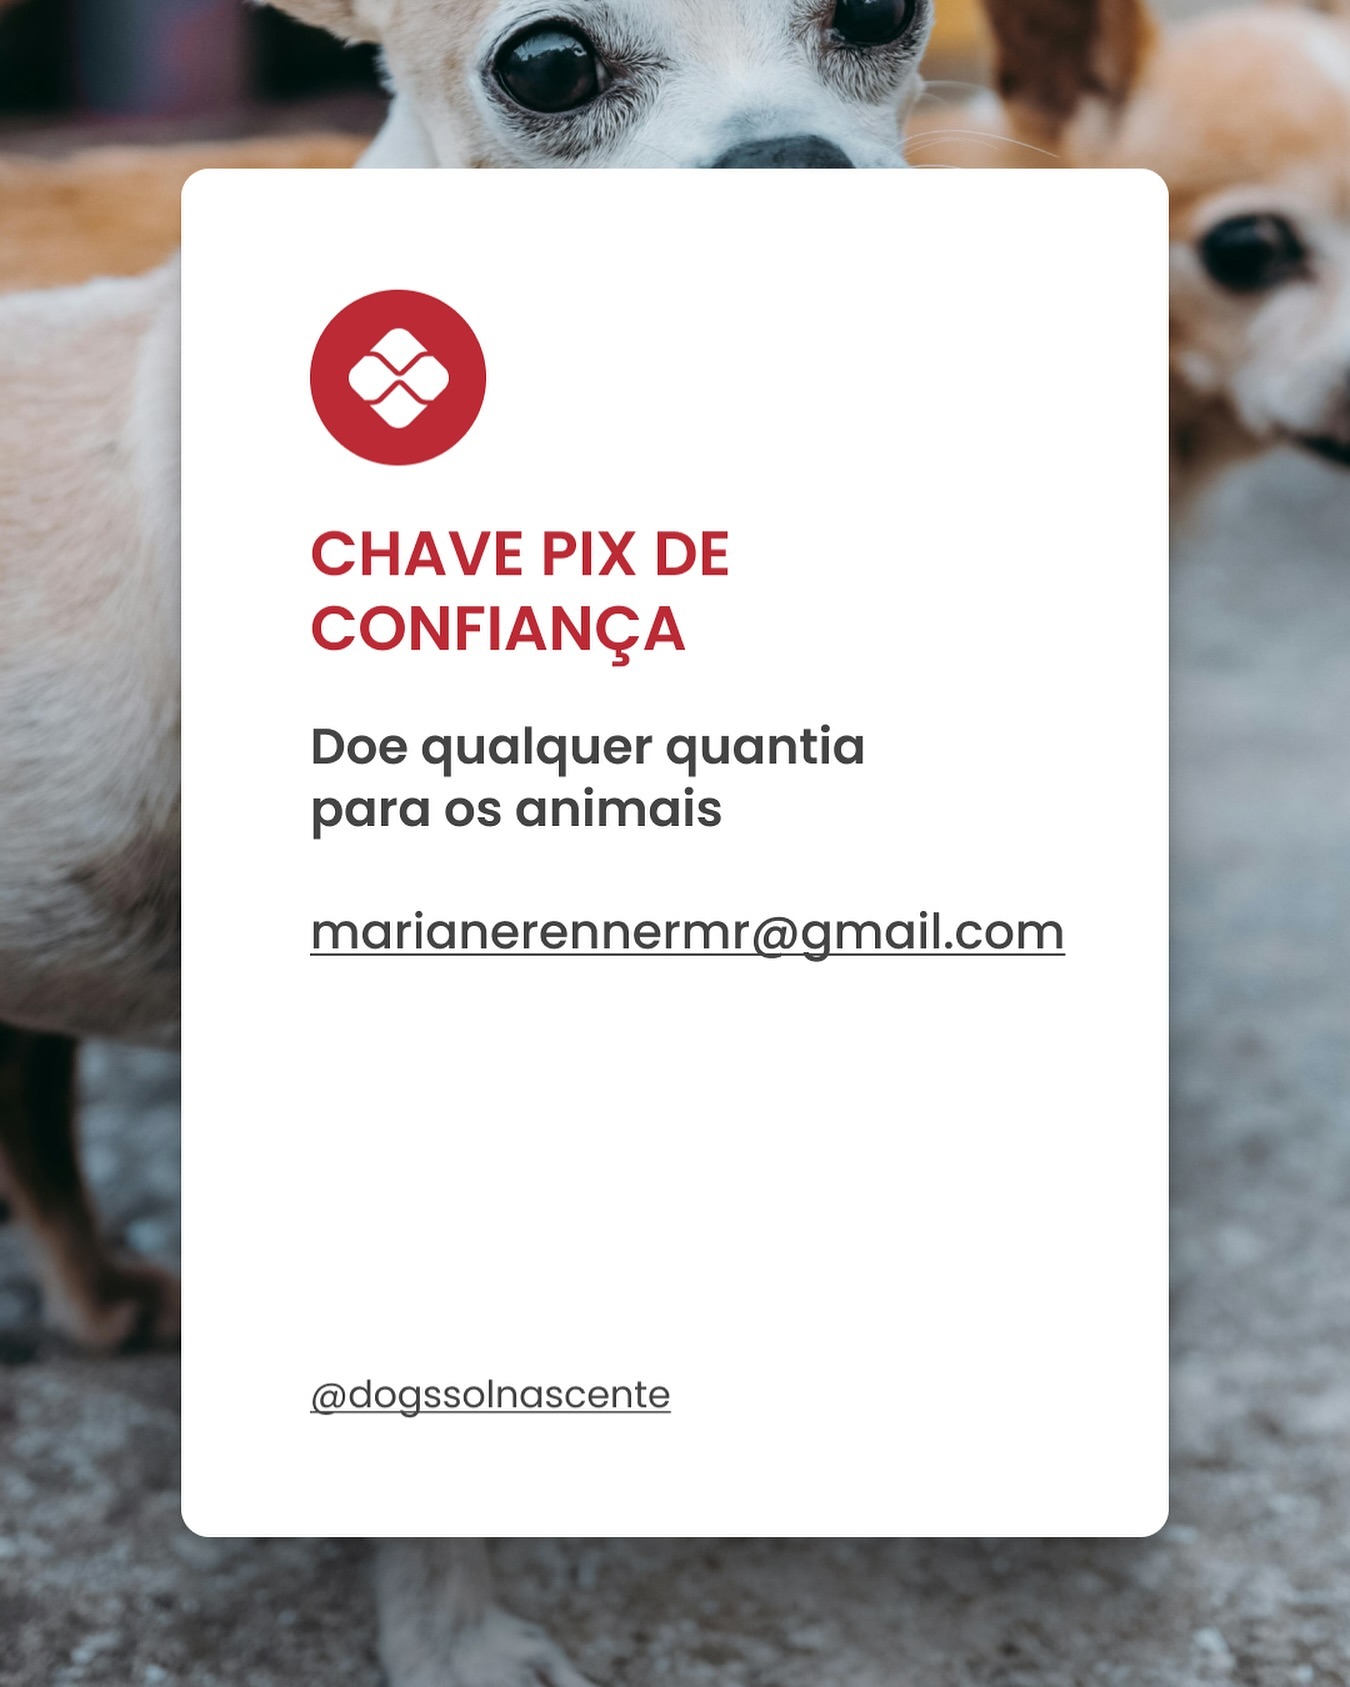 CHAVE PIX DE
CONFIANÇA
Doe qualquer quantia
para os animais
marianerennermr@gmail.com
@dogssolnascente